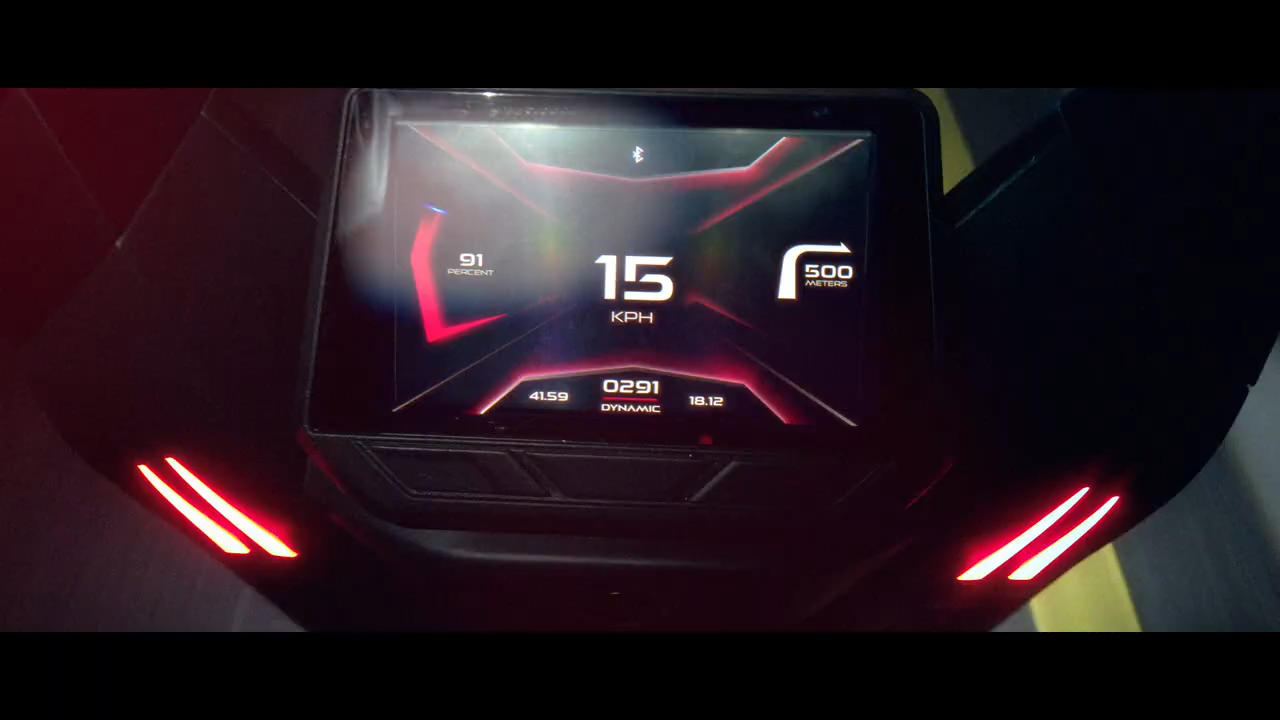 91
PERCENT
15
KPH
500
METERS
41.59
0291
18.12
DYNAMIC